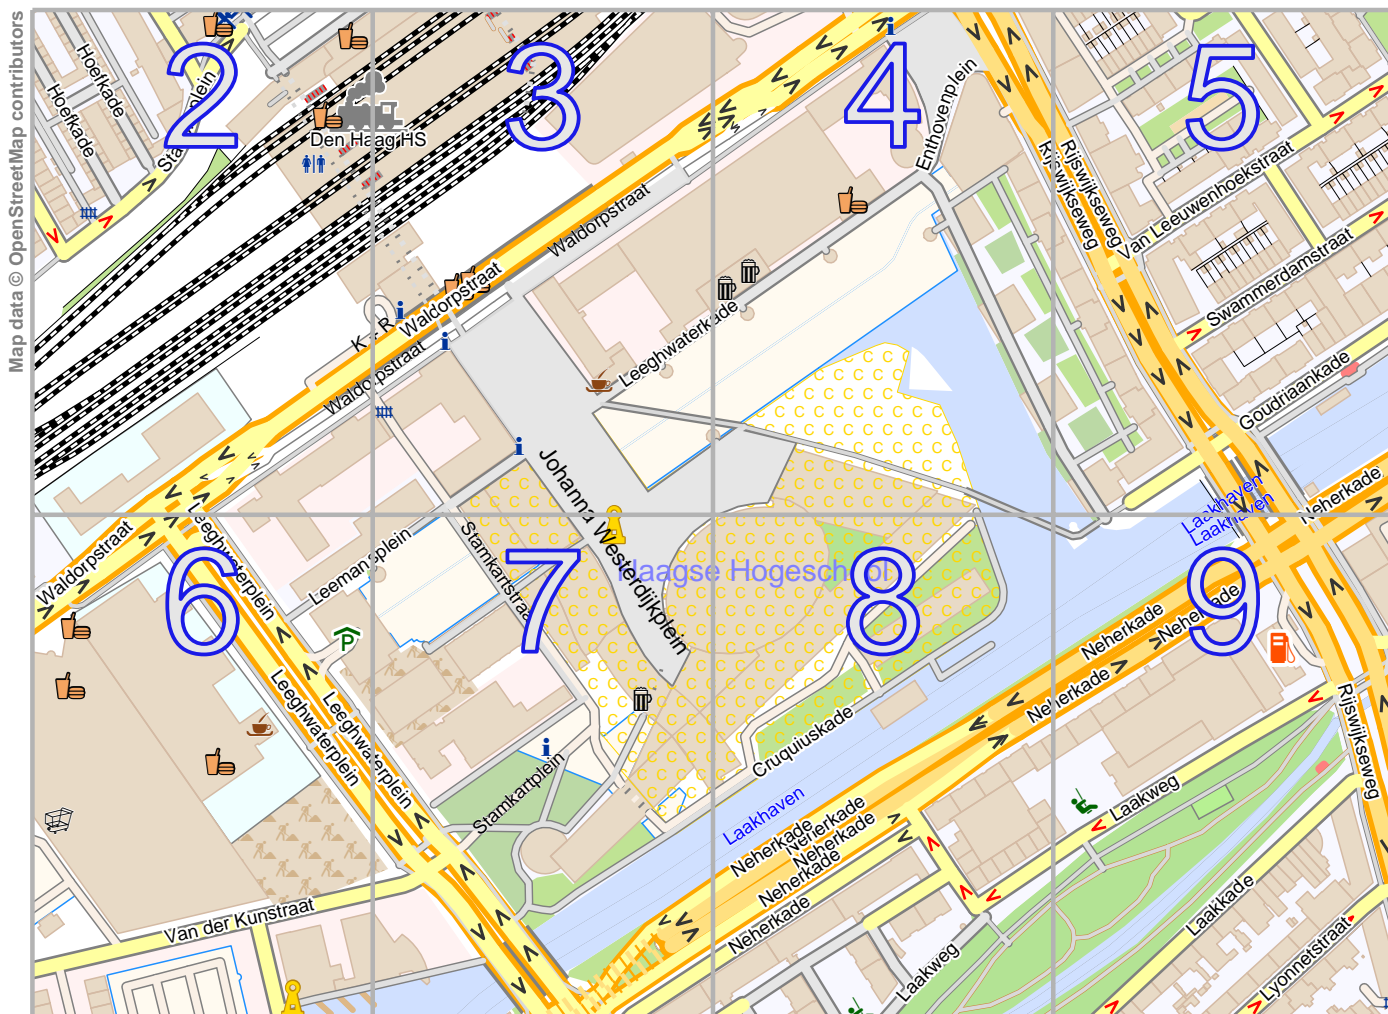 Map data © OpenStreetMap contributors
2
3
4
5
6
7
8
9
Hoefkade
Hoefkade
Den Haag HS
Enthovenplein
Rijswijkseweg
Rijswijkseweg
Van Leeuwenhoekstraat
Swammerdamstraat
Goudriaankade
Waldorpstraat
Waldorpstraat
K - R
Waldorpstraat
Leeghwaterkade
Johanna Westerdijkplein
Laakhaven
Laakhaven
Neherkade
Waldorpstraat
Leeghwaterplein
Leemansplein
Stamkartstraat
Haagse Hogeschool
Neherkade
Neherkade
Neherkade
Leeghwaterplein
Leeghwaterplein
Cruquiuskade
Rijswijkseweg
Stamkartplein
Laakhaven
Neherkade
Neherkade
Neherkade
Neherkade
Neherkade
Laakweg
Laakkade
Van der Kunstraat
Laakweg
Lyonnetstraat
P